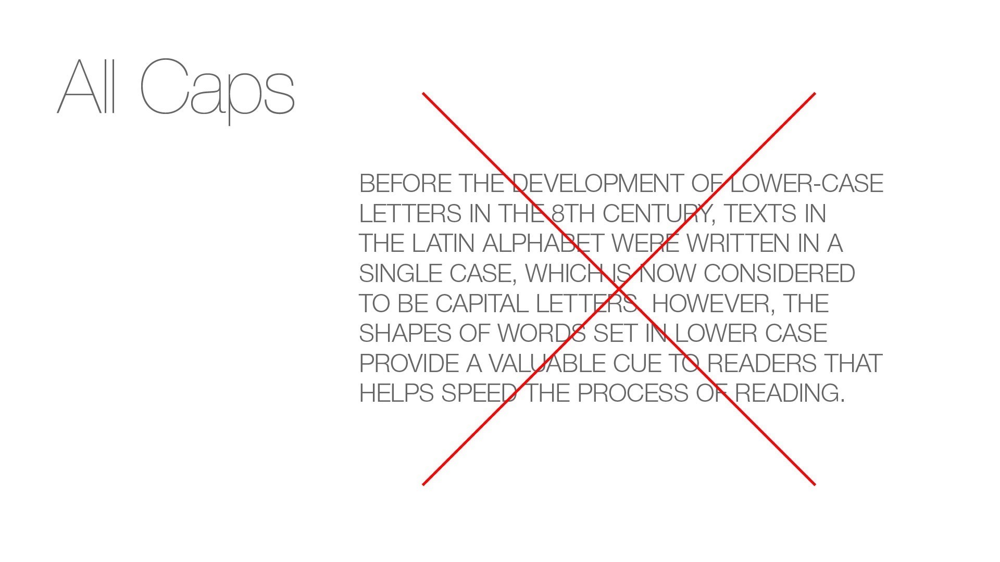 All Caps
BEFORE THE DEVELOPMENT OF LOWER-CASE
LETTERS IN THE 8TH CENTURY, TEXTS IN
THE LATIN ALPHABET WERE WRITTEN IN A
SINGLE CASE, WHICH IS NOW CONSIDERED
TO BE CAPITAL LETTERS. HOWEVER, THE
SHAPES OF WORDS SET IN LOWER CASE
PROVIDE A VALUABLE CUE TO READERS THAT
HELPS SPEED THE PROCESS OF READING.